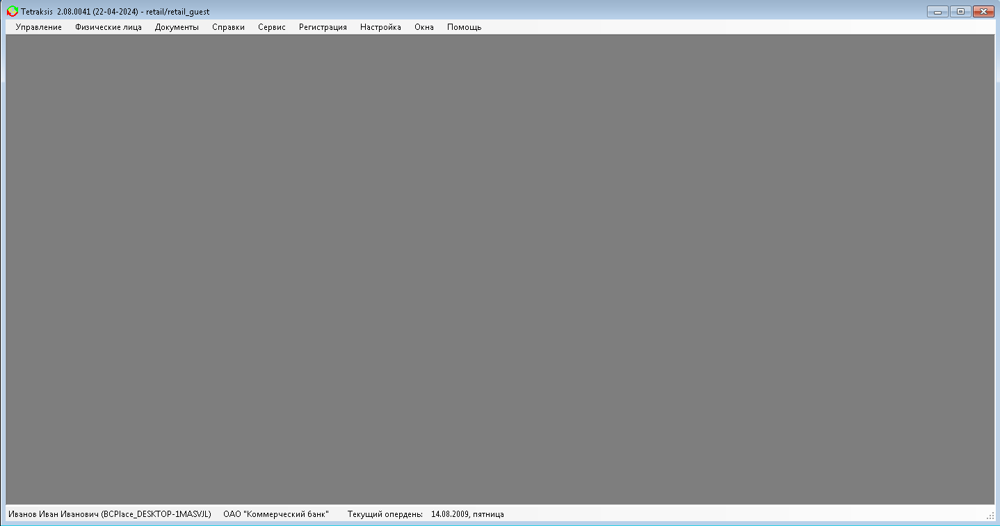 Tetraksis 2.08.0041 (22-04-2024) - retail/retail_guest
Управление Физические лица Документы Справки Сервис Регистрация Настройка Окна Помощь
Иванов Иван Иванович (BCPlace_DESKTOP-1MASVJL) ОАО "Коммерческий банк" Текущий опердень: 14.08.2009, пятница